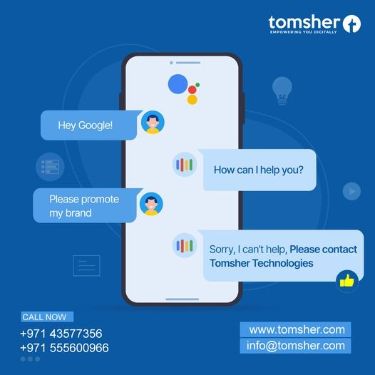 tomsher
EMPOWERING YOU DIGITALLY
Hey Google!
How can I help you?
Please promote
my brand
Sorry, I can't help, Please contact
Tomsher Technologies
CALL NOW
+971 43577356
+971 555600966
www.tomsher.com
info@tomsher.com